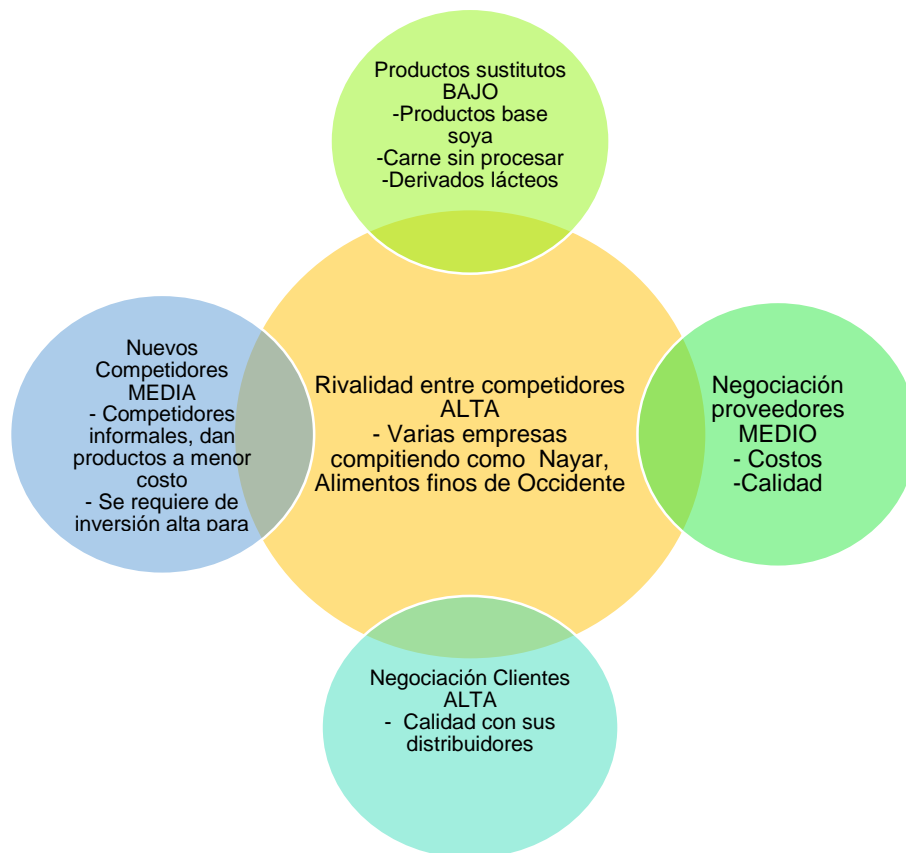 Productos sustitutos
BAJO
-Productos base
soya
-Carne sin procesar
-Derivados lácteos
Nuevos
Competidores
MEDIA
- Competidores
informales, dan
productos a menor
costo
- Se requiere de
inversión alta para
Rivalidad entre competidores
ALTA
- Varias empresas
compitiendo como Nayar,
Alimentos finos de Occidente
Negociación
proveedores
MEDIO
- Costos
-Calidad
Negociación Clientes
ALTA
- Calidad con sus
distribuidores